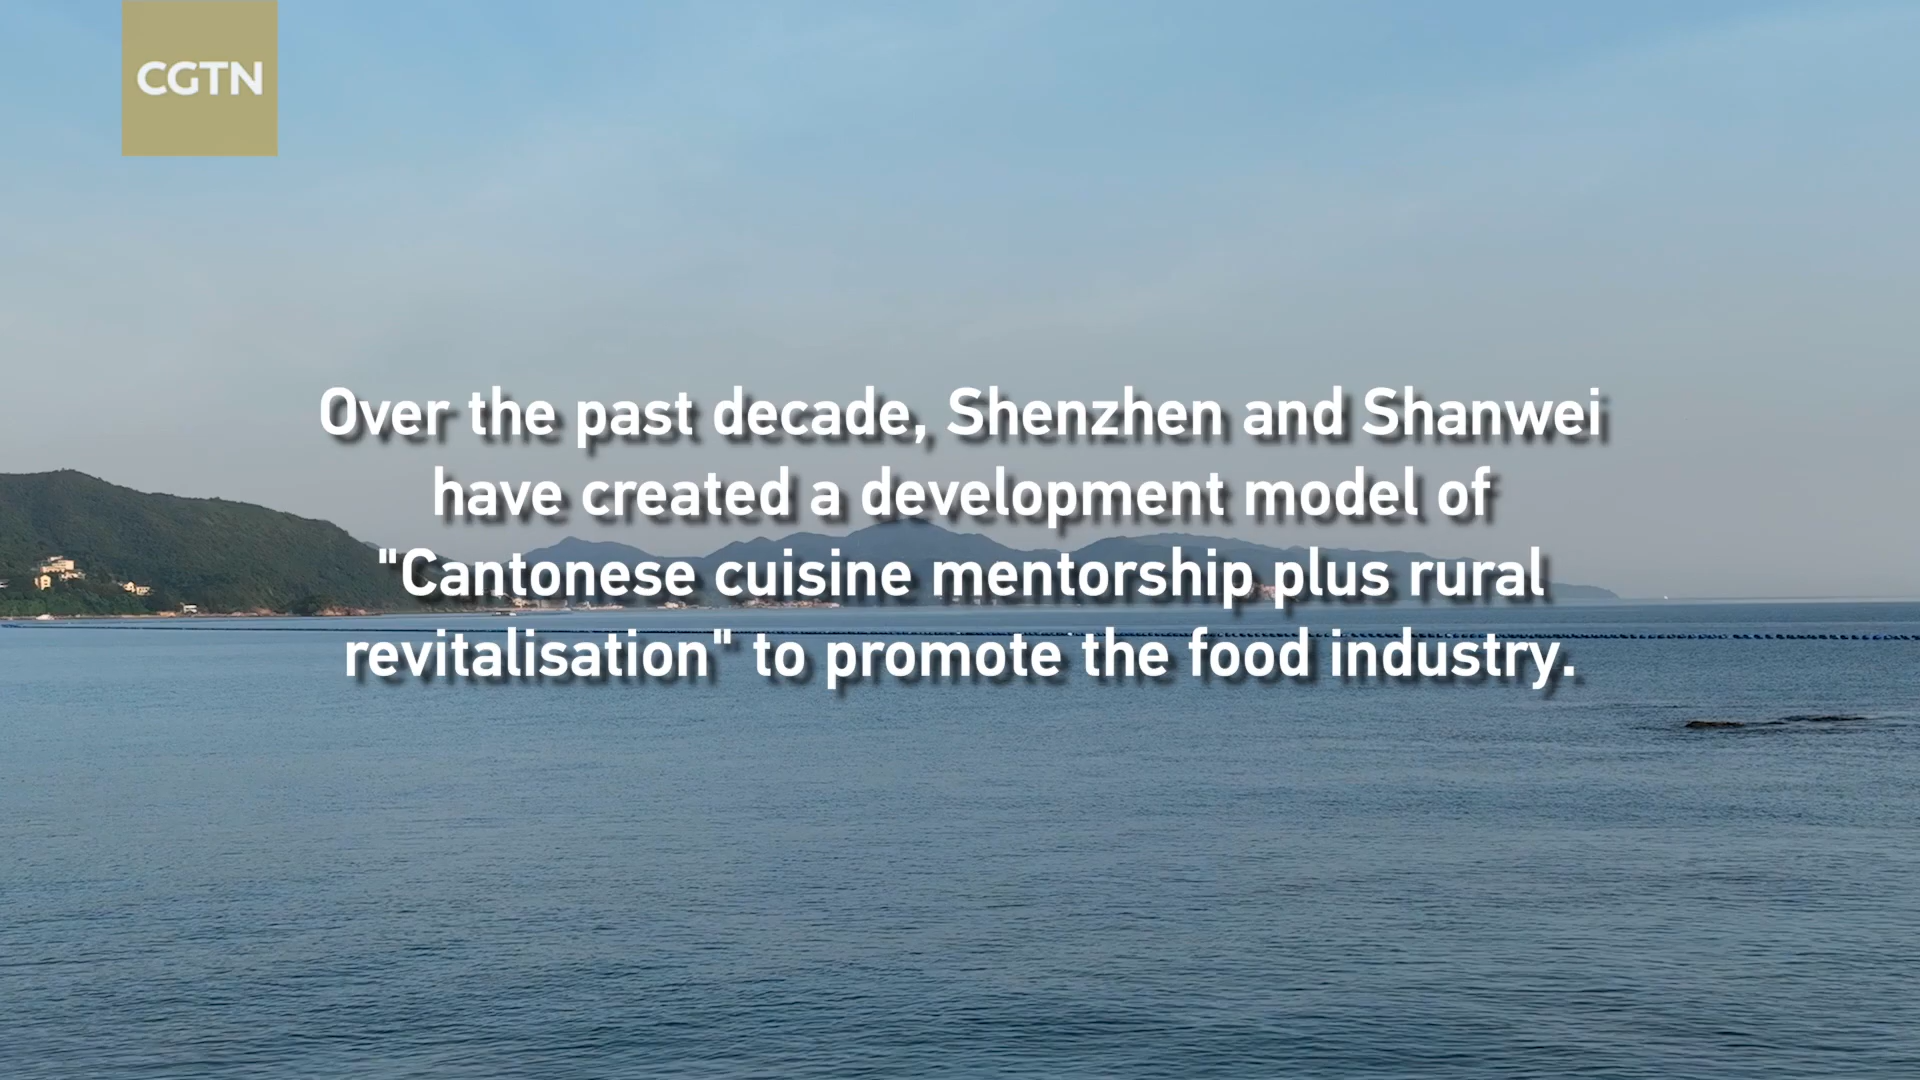 CGTN
Over the past decade, Shenzhen and Shanwei
have created a development model of
"Cantonese cuisine mentorship plus rural
revitalisation" to promote the food industry.